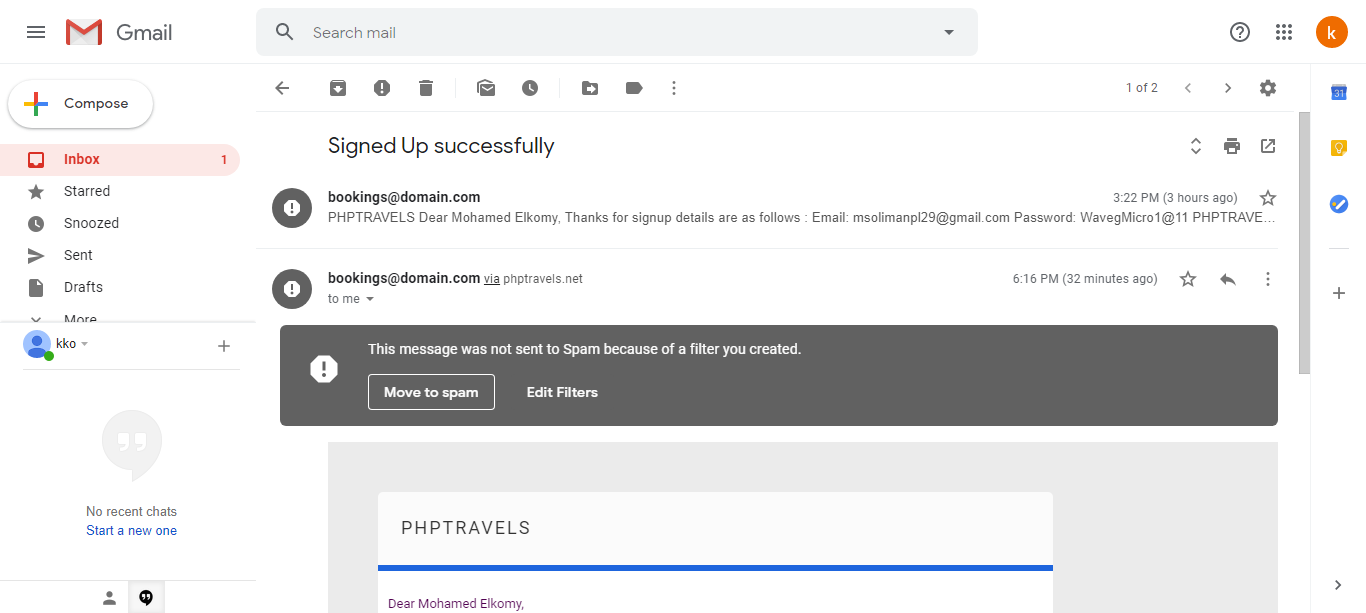 Gmail
Search mail
k
Compose
1 of 2
31
Inbox 1
Starred
Snoozed
Sent
Drafts
More
Signed Up successfully
bookings@domain.com 3:22 PM (3 hours ago)
PHPTRAVELS Dear Mohamed Elkomy, Thanks for signup details are as follows : Email: msolimanpl29@gmail.com Password: WavegMicro1@11 PHPTRAVE...
bookings@domain.com via phptravels.net 6:16 PM (32 minutes ago)
to me
kko
This message was not sent to Spam because of a filter you created.
Move to spam Edit Filters
No recent chats
Start a new one
PHPTRAVELS
Dear Mohamed Elkomy,